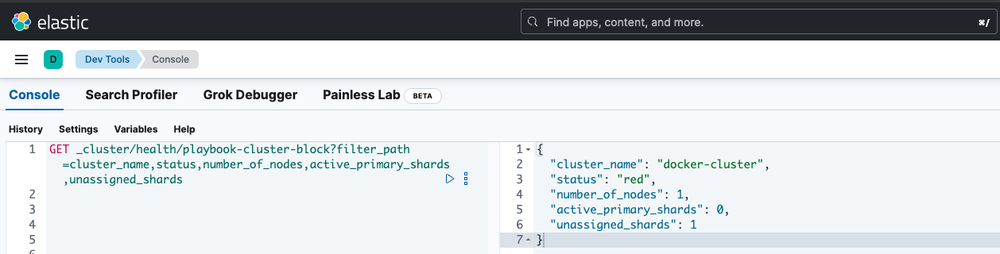 elastic
Find apps, content, and more.
⌘/
D
Dev Tools
Console
Console
Search Profiler
Grok Debugger
Painless Lab
BETA
History
Settings
Variables
Help
1 GET _cluster/health/playbook-cluster-block?filter_path
=cluster_name,status,number_of_nodes,active_primary_shards
,unassigned_shards
2
3
4
5
1 {
2 "cluster_name": "docker-cluster",
3 "status": "red",
4 "number_of_nodes": 1,
5 "active_primary_shards": 0,
6 "unassigned_shards": 1
7 }